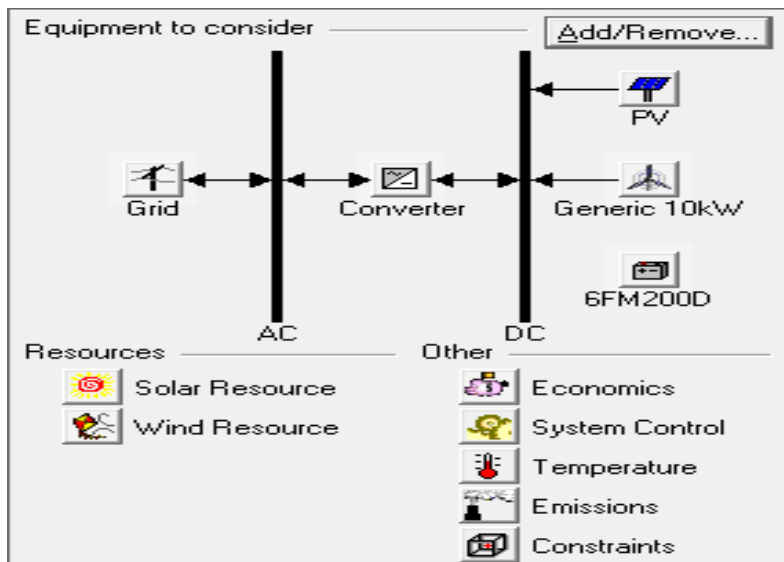 Equipment to consider
Add/Remove...
PV
Grid
Converter
Generic 10kW
6FM200D
AC
DC
Resources
Other
Solar Resource
Economics
Wind Resource
System Control
Temperature
Emissions
Constraints